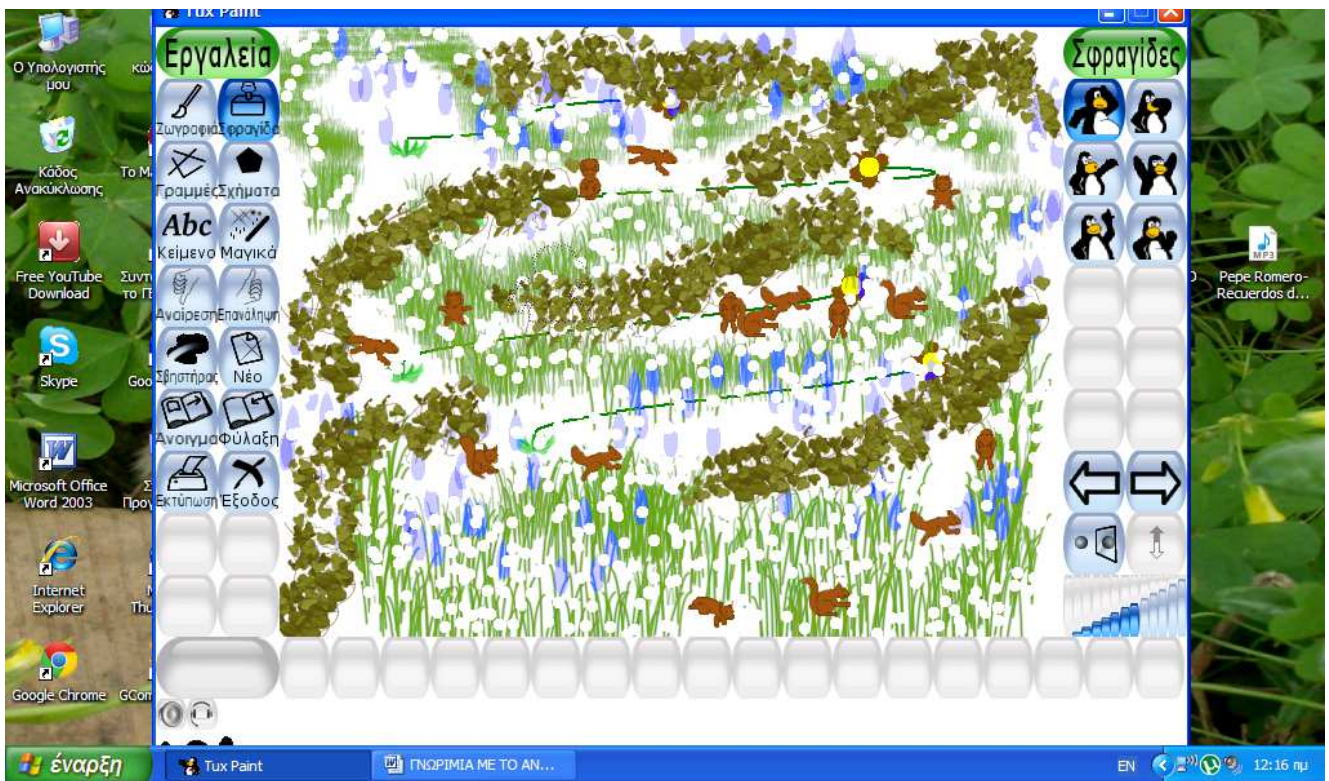 Tux Paint
Ο Υπολογιστής
μου
Κάδος
Ανακύκλωσης
Free YouTube
Download
Skype
Microsoft Office
Word 2003
Internet
Explorer
Google Chrome
Εργαλεία
Ζωγραφιά Σφραγίδα
Γραμμές Σχήματα
Abc
Κείμενο Μαγικά
Αναίρεση Επανάληψη
Σβηστήρας Νέο
Άνοιγμα Φύλαξη
Εκτύπωση Έξοδος
Σφραγίδες
MP3
Pepe Romero-
Recuerdos d...
έναρξη
Tux Paint
ΓΝΩΡΙΜΙΑ ΜΕ ΤΟ ΑΝ...
EN
12:16 πμ